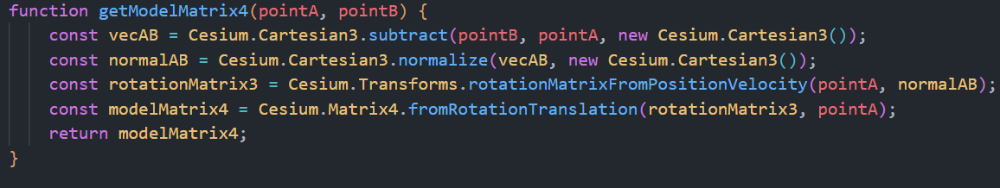 function getModelMatrix4(pointA, pointB) {
    const vecAB = Cesium.Cartesian3.subtract(pointB, pointA, new Cesium.Cartesian3());
    const normalAB = Cesium.Cartesian3.normalize(vecAB, new Cesium.Cartesian3());
    const rotationMatrix3 = Cesium.Transforms.rotationMatrixFromPositionVelocity(pointA, normalAB);
    const modelMatrix4 = Cesium.Matrix4.fromRotationTranslation(rotationMatrix3, pointA);
    return modelMatrix4;
}